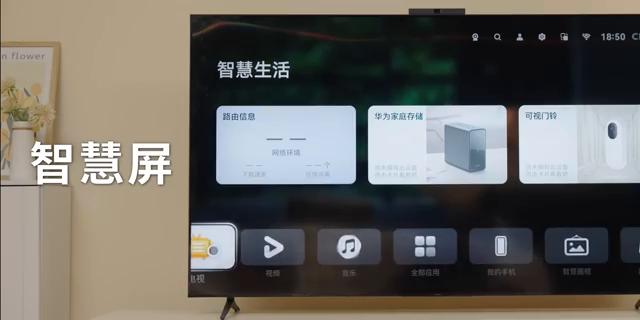 flower
18:50
智慧生活
路由信息
华为家庭存储
可视门铃
网络环境
智慧屏
电视
视频
音乐
全部应用
我的手机
智慧画框